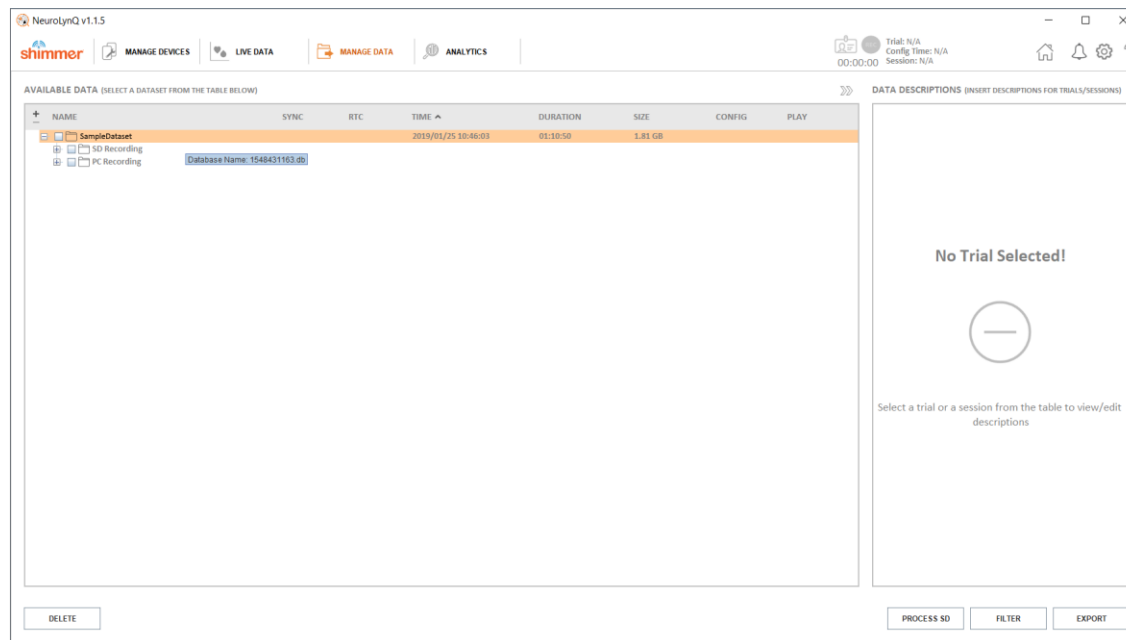 NeuroLynQ v1.1.5
shimmer MANAGE DEVICES LIVE DATA MANAGE DATA ANALYTICS
Trial: N/A
Config Time: N/A
00:00:00 Session: N/A
AVAILABLE DATA (SELECT A DATASET FROM THE TABLE BELOW)
DATA DESCRIPTIONS (INSERT DESCRIPTIONS FOR TRIALS/SESSIONS)
NAME SYNC RTC TIME DURATION SIZE CONFIG PLAY
SampleDataset 2019/01/25 10:46:03 01:10:50 1.81 GB
SD Recording
PC Recording
Database Name: 1548431163.db
No Trial Selected!
Select a trial or a session from the table to view/edit
descriptions
DELETE PROCESS SD FILTER EXPORT